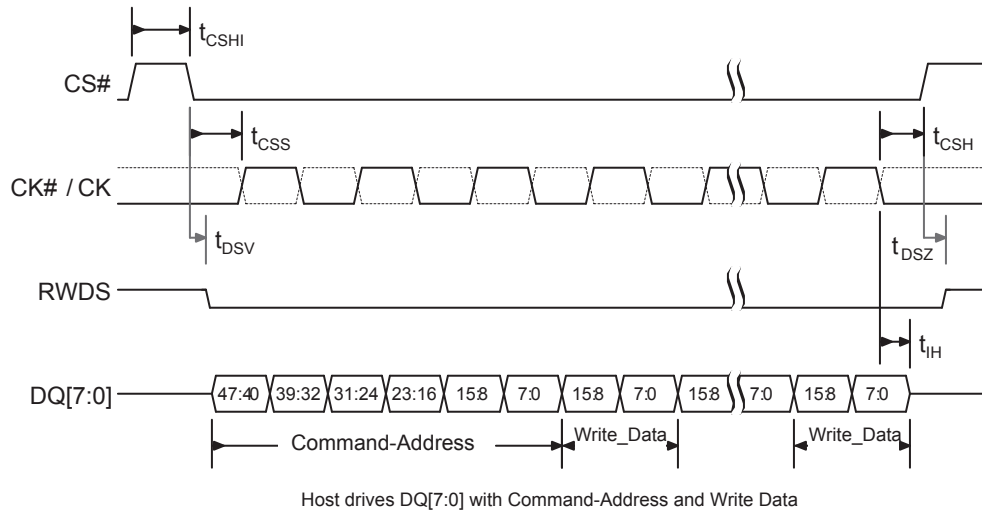 tCSHI
CS#
tCSS
tCSH
CK# / CK
tDSV
tDSZ
RWDS
tIH
DQ[7:0]
47:40 39:32 31:24 23:16 15:8 7:0 15:8 7:0 15:8 7:0 15:8 7:0
Command-Address Write_Data Write_Data
Host drives DQ[7:0] with Command-Address and Write Data